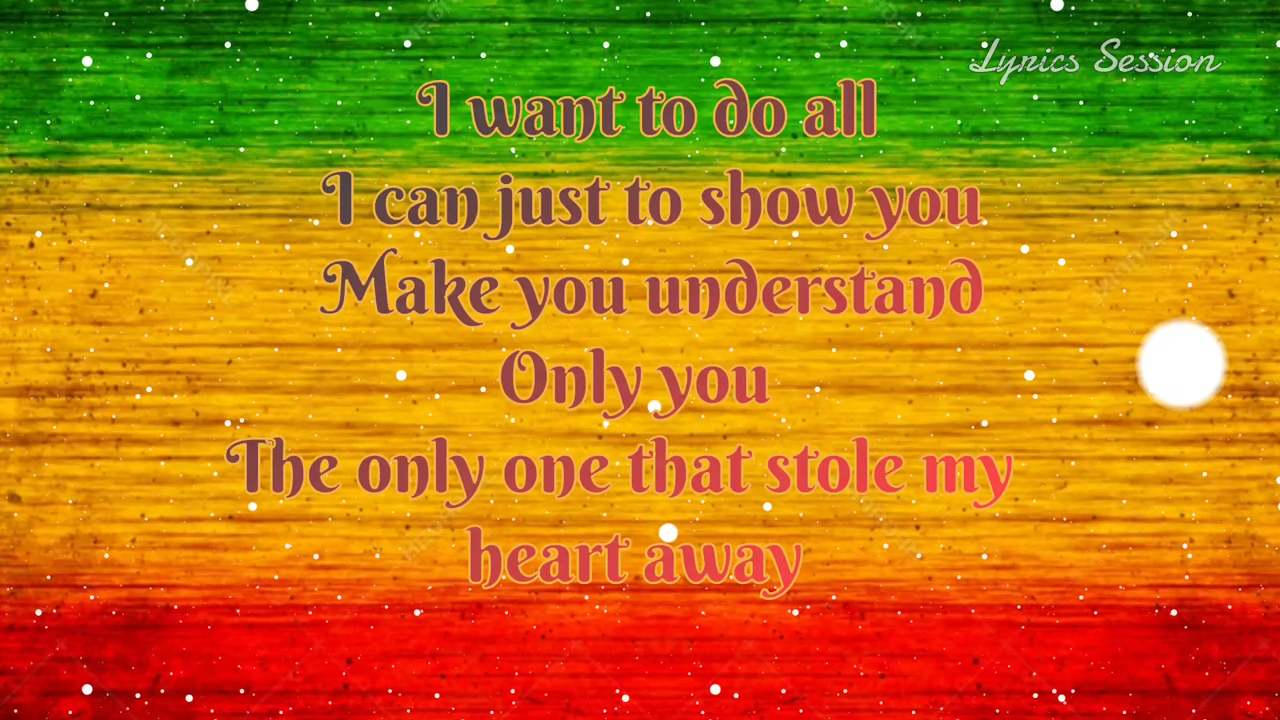 Lyrics Session
I want to do all
I can just to show you
Make you understand
Only you
The only one that stole my
heart away